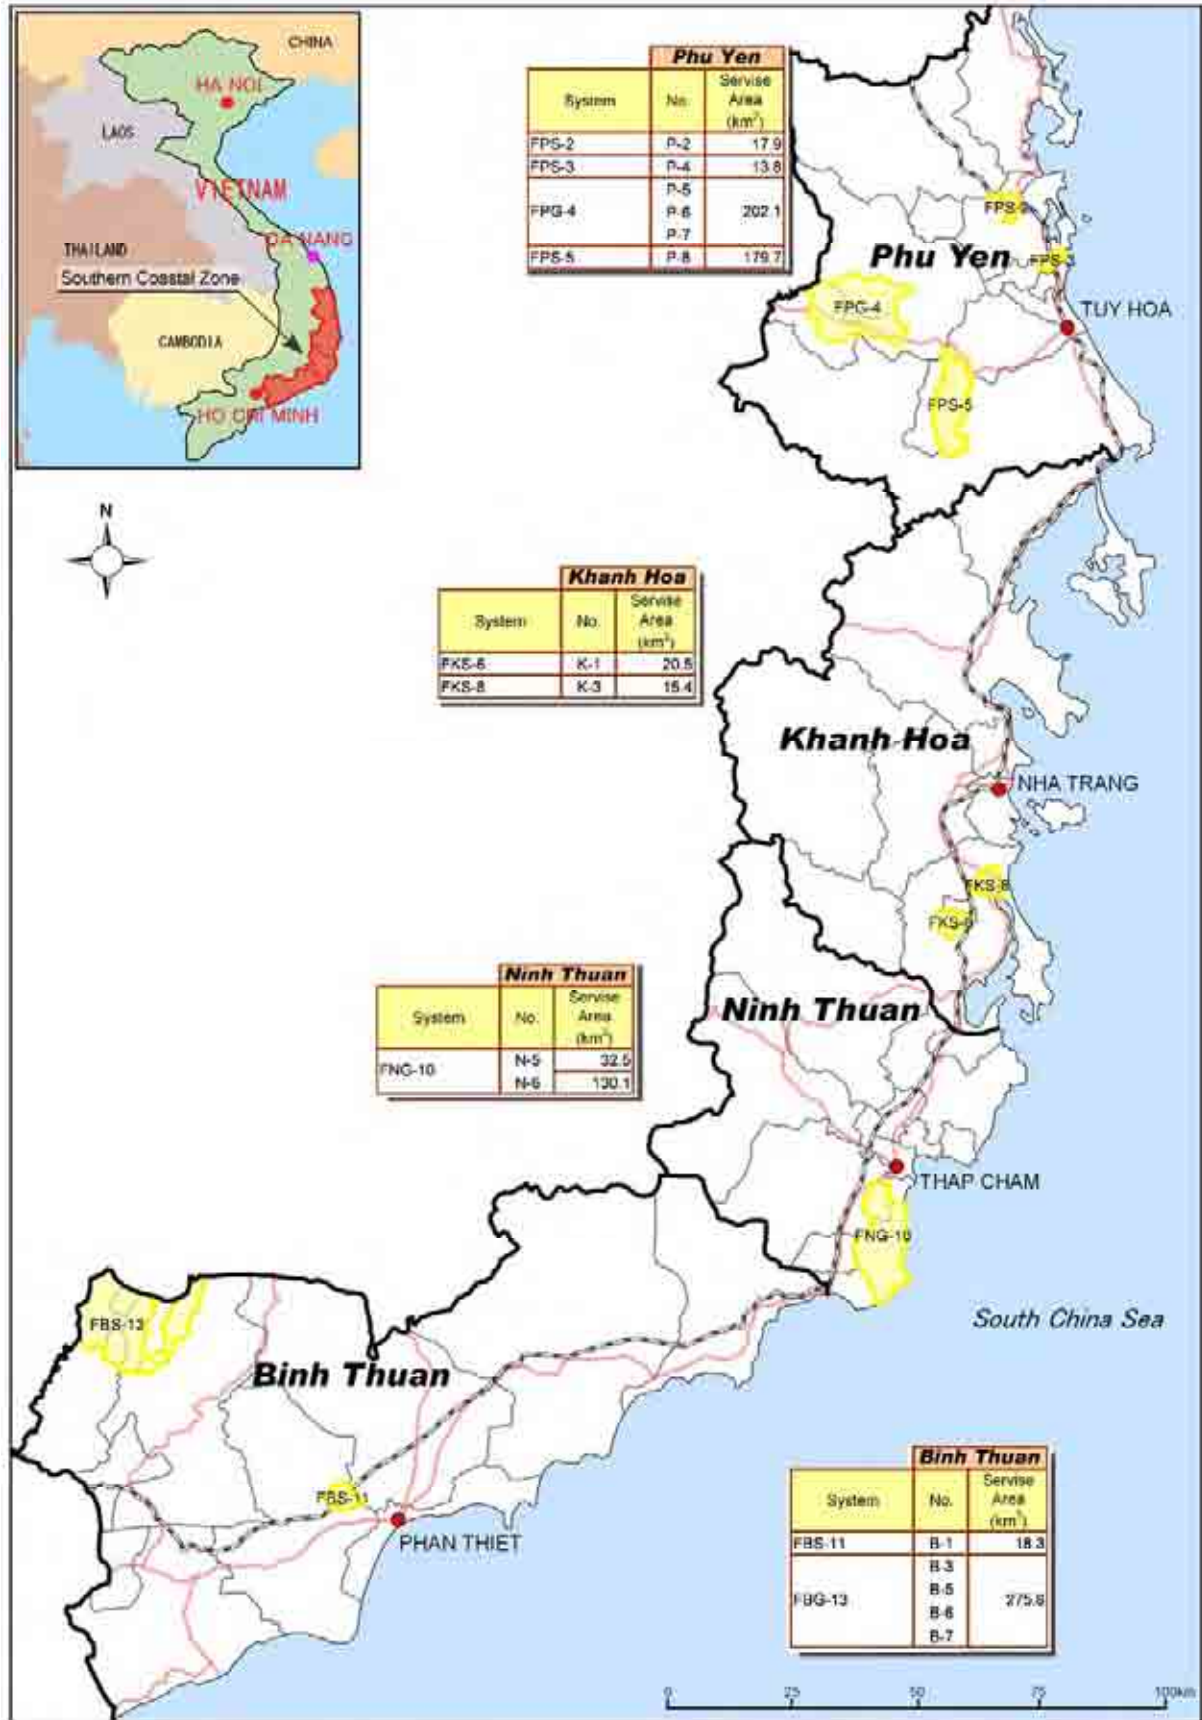 CHINA
HA NOI
LAOS
VIETNAM
DA NANG
THAILAND
Southern Coastal Zone
CAMBODIA
HO CHI MINH
N
Phu Yen
System No. Servise Area (km²)
FPS-2 P-2 17.9
FPS-3 P-4 13.8
P-5
FPG-4 P-6 202.1
P-7
FPS-5 P-8 179.7
FPS-2
Phu Yen
FPS-3
FPG-4
TUY HOA
FPS-5
Khanh Hoa
System No. Servise Area (km²)
FKS-6 K-1
FKS-8 K-3 15.4
Khanh Hoa
NHA TRANG
FKS-8
FKS-6
Ninh Thuan
System No. Servise Area (km²)
FNG-10 N-5 32.5
N-6 130.1
Ninh Thuan
THAP CHAM
FNG-10
South China Sea
FBS-13
Binh Thuan
FBS-11
PHAN THIET
Binh Thuan
System No. Servise Area (km²)
FBS-11 B-1 18.3
B-3
FBG-13 B-5
B-6
B-7
0 25 50 75 100km